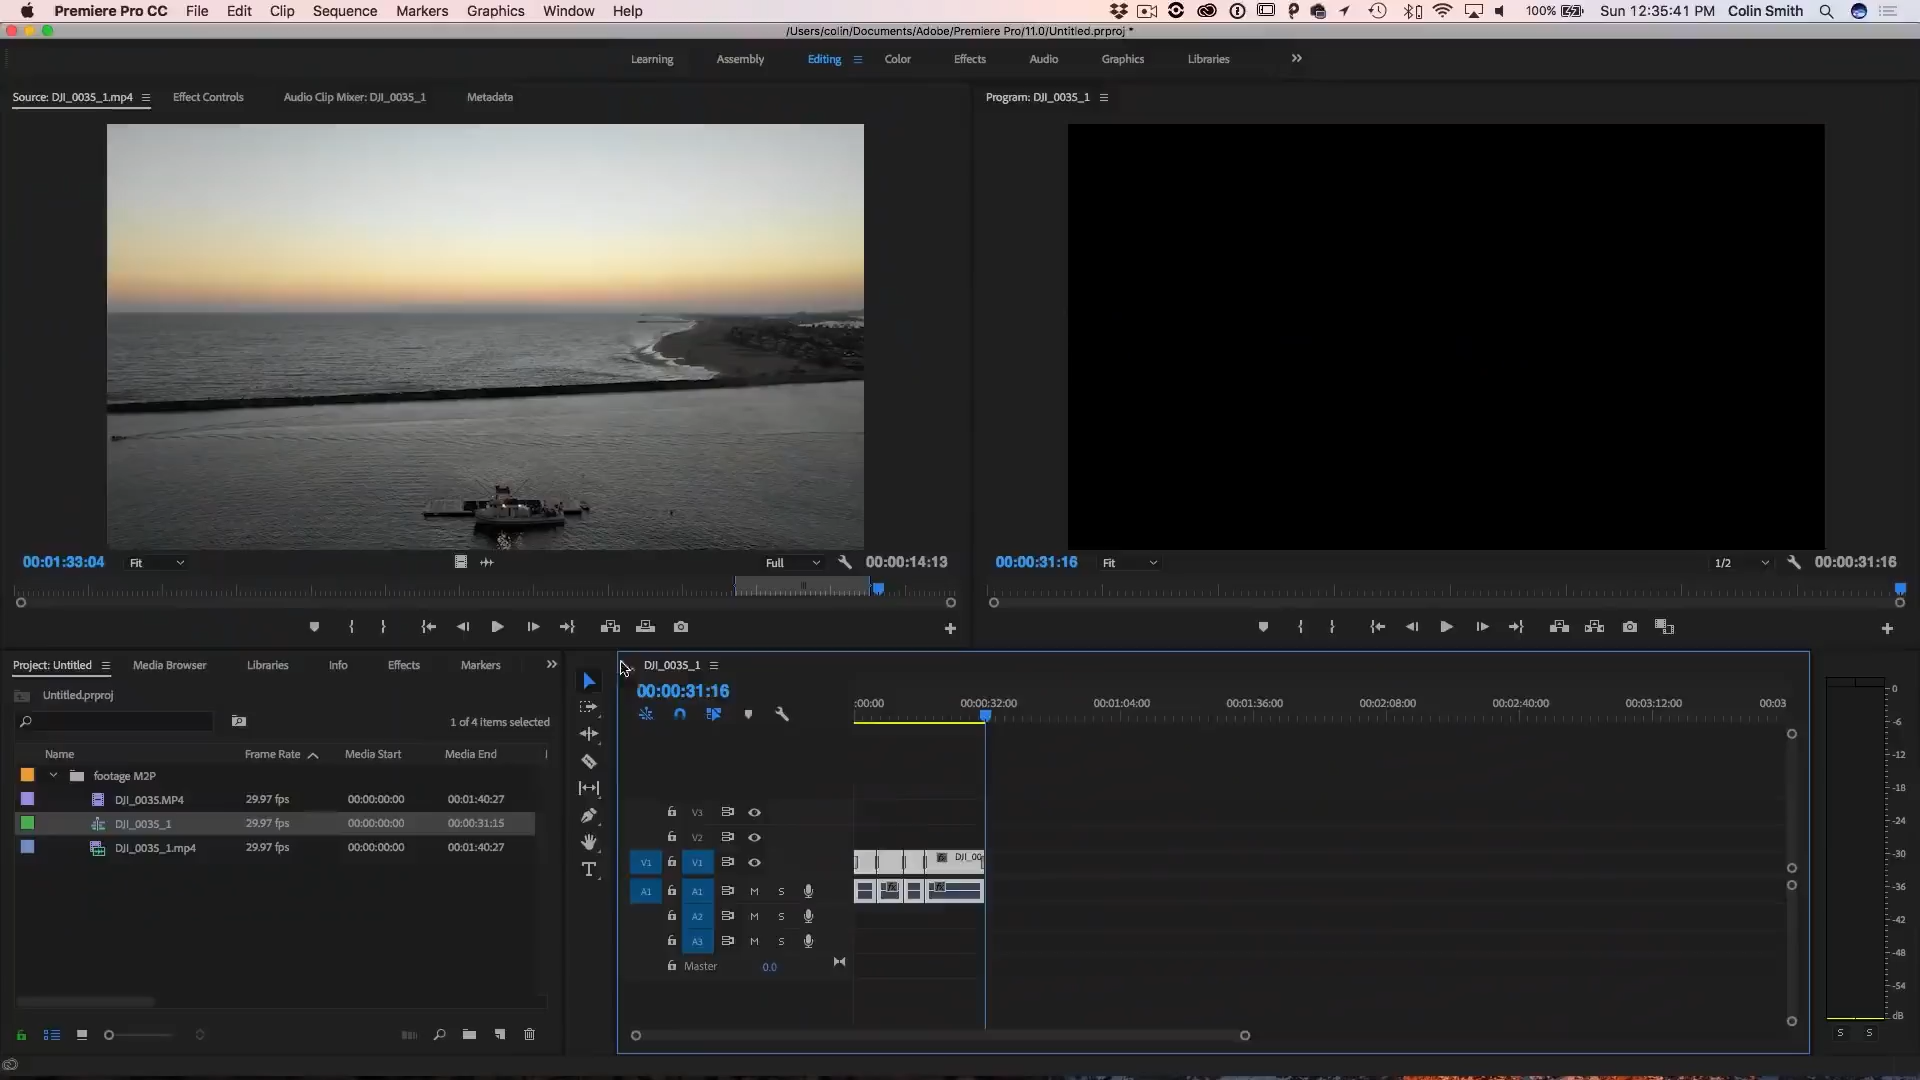 Premiere Pro CC File Edit Clip Sequence Markers Graphics Window Help 100% Sun 12:35:41 PM Colin Smith
/Users/colin/Documents/Adobe/Premiere Pro/11.0/Untitled.prproj *
Learning Assembly Editing Color Effects Audio Graphics Libraries
Source: DJI_0035_1.mp4 Effect Controls Audio Clip Mixer: DJI_0035_1 Metadata
Program: DJI_0035_1
00:01:33:04 Fit Full 00:00:14:13
00:00:31:16 Fit 1/2 00:00:31:16
Project: Untitled Media Browser Libraries Info Effects Markers
Untitled.prproj
1 of 4 items selected
Name Frame Rate Media Start Media End
footage M2P
DJI_0035.MP4 29.97 fps 00:00:00:00 00:01:40:27
DJI_0035_1 29.97 fps 00:00:00:00 00:00:31:15
DJI_0035_1.mp4 29.97 fps 00:00:00:00 00:01:40:27
DJI_0035_1
00:00:31:16
:00:00 00:00:32:00 00:01:04:00 00:01:36:00 00:02:08:00 00:02:40:00 00:03:12:00 00:03
V3
V2
V1 V1 fx DJI_00
A1 A1 M S fx fx
A2 M S
A3 M S
Master 0.0
0
-6
-12
-18
-24
-30
-36
-42
-48
-54
dB
S S